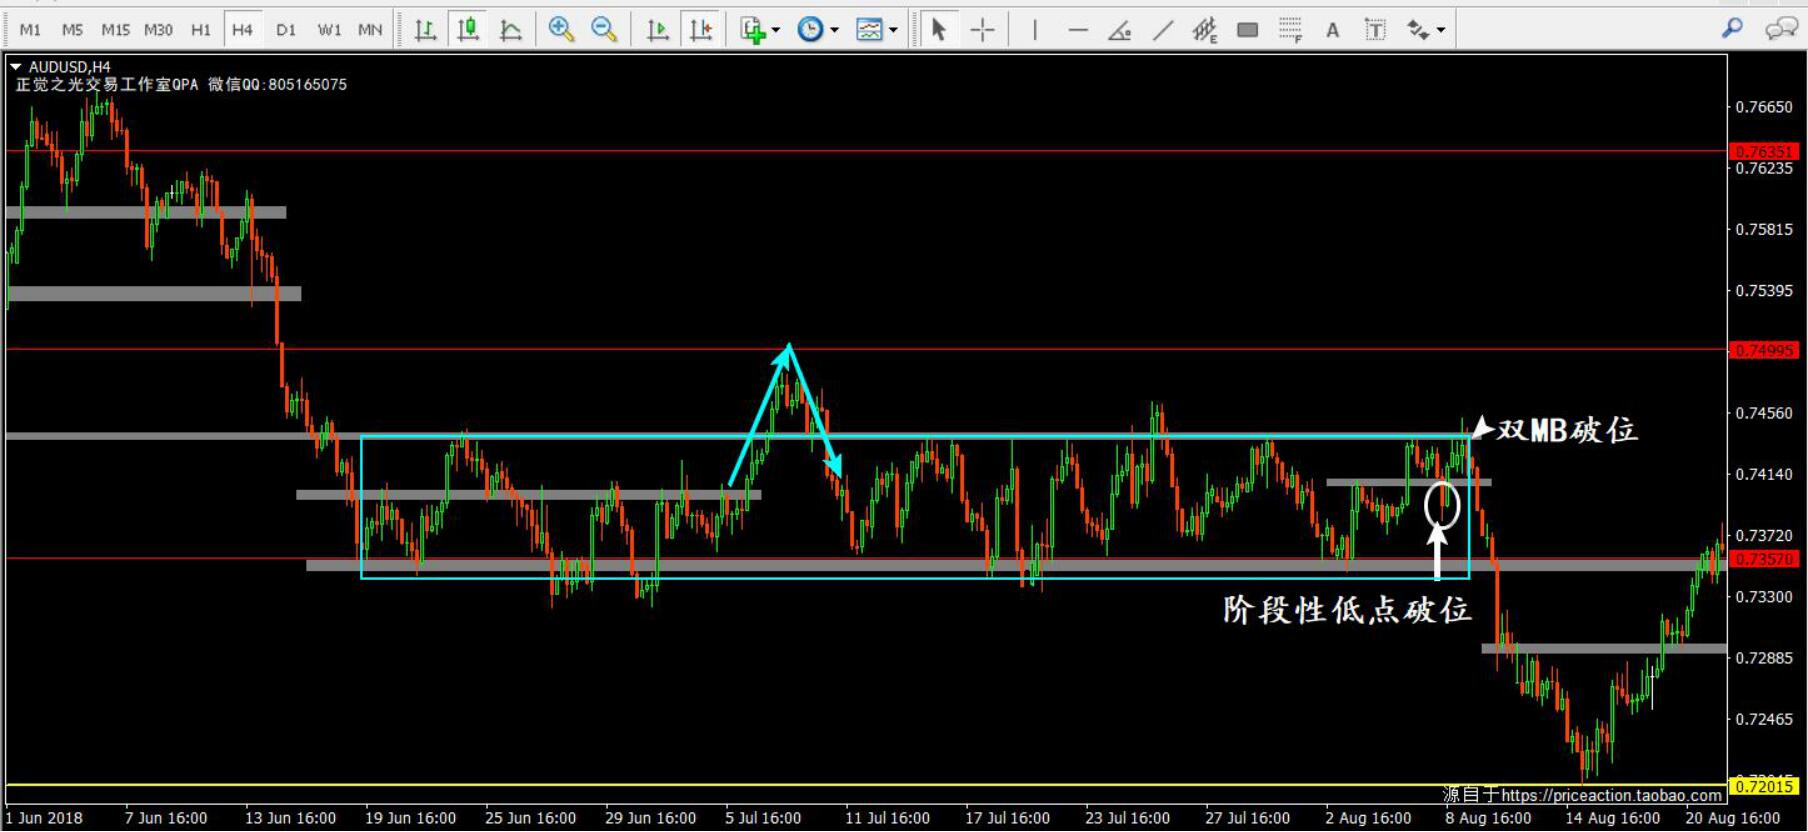 M1 M5 M15 M30 H1 H4 D1 W1 MN E F A T
AUDUSD,H4
正觉之光交易工作室QPA 微信QQ:805165075
0.76650
0.76351
0.76235
0.75815
0.75395
0.74995
0.74560
双MB破位
0.74140
0.73720
0.73570
0.73300
阶段性低点破位
0.72885
0.72465
0.72015
源自于https://priceaction.taobao.com
1 Jun 2018 7 Jun 16:00 13 Jun 16:00 19 Jun 16:00 25 Jun 16:00 29 Jun 16:00 5 Jul 16:00 11 Jul 16:00 17 Jul 16:00 23 Jul 16:00 27 Jul 16:00 2 Aug 16:00 8 Aug 16:00 14 Aug 16:00 20 Aug 16:00